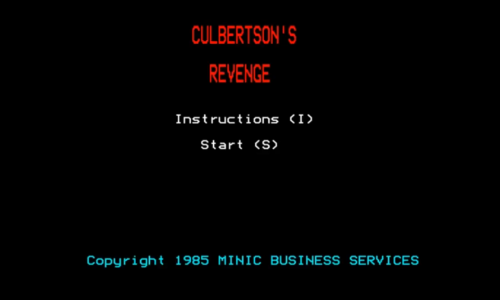 CULBERTSON'S
REVENGE
Instructions (I)
Start (S)
Copyright 1985 MINIC BUSINESS SERVICES